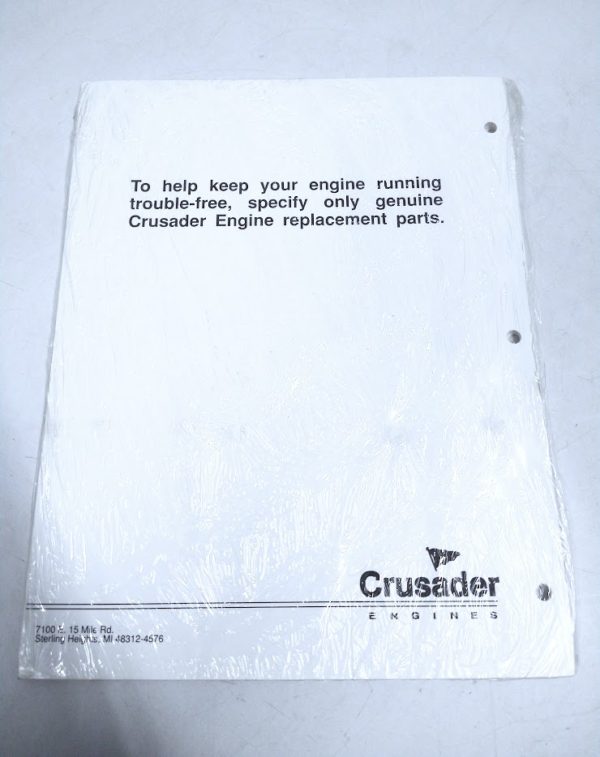 To help keep your engine running
trouble-free, specify only genuine
Crusader Engine replacement parts.
Crusader
ENGINES
7100 E. 15 Mile Rd.
Sterling Heights, MI 48312-4576